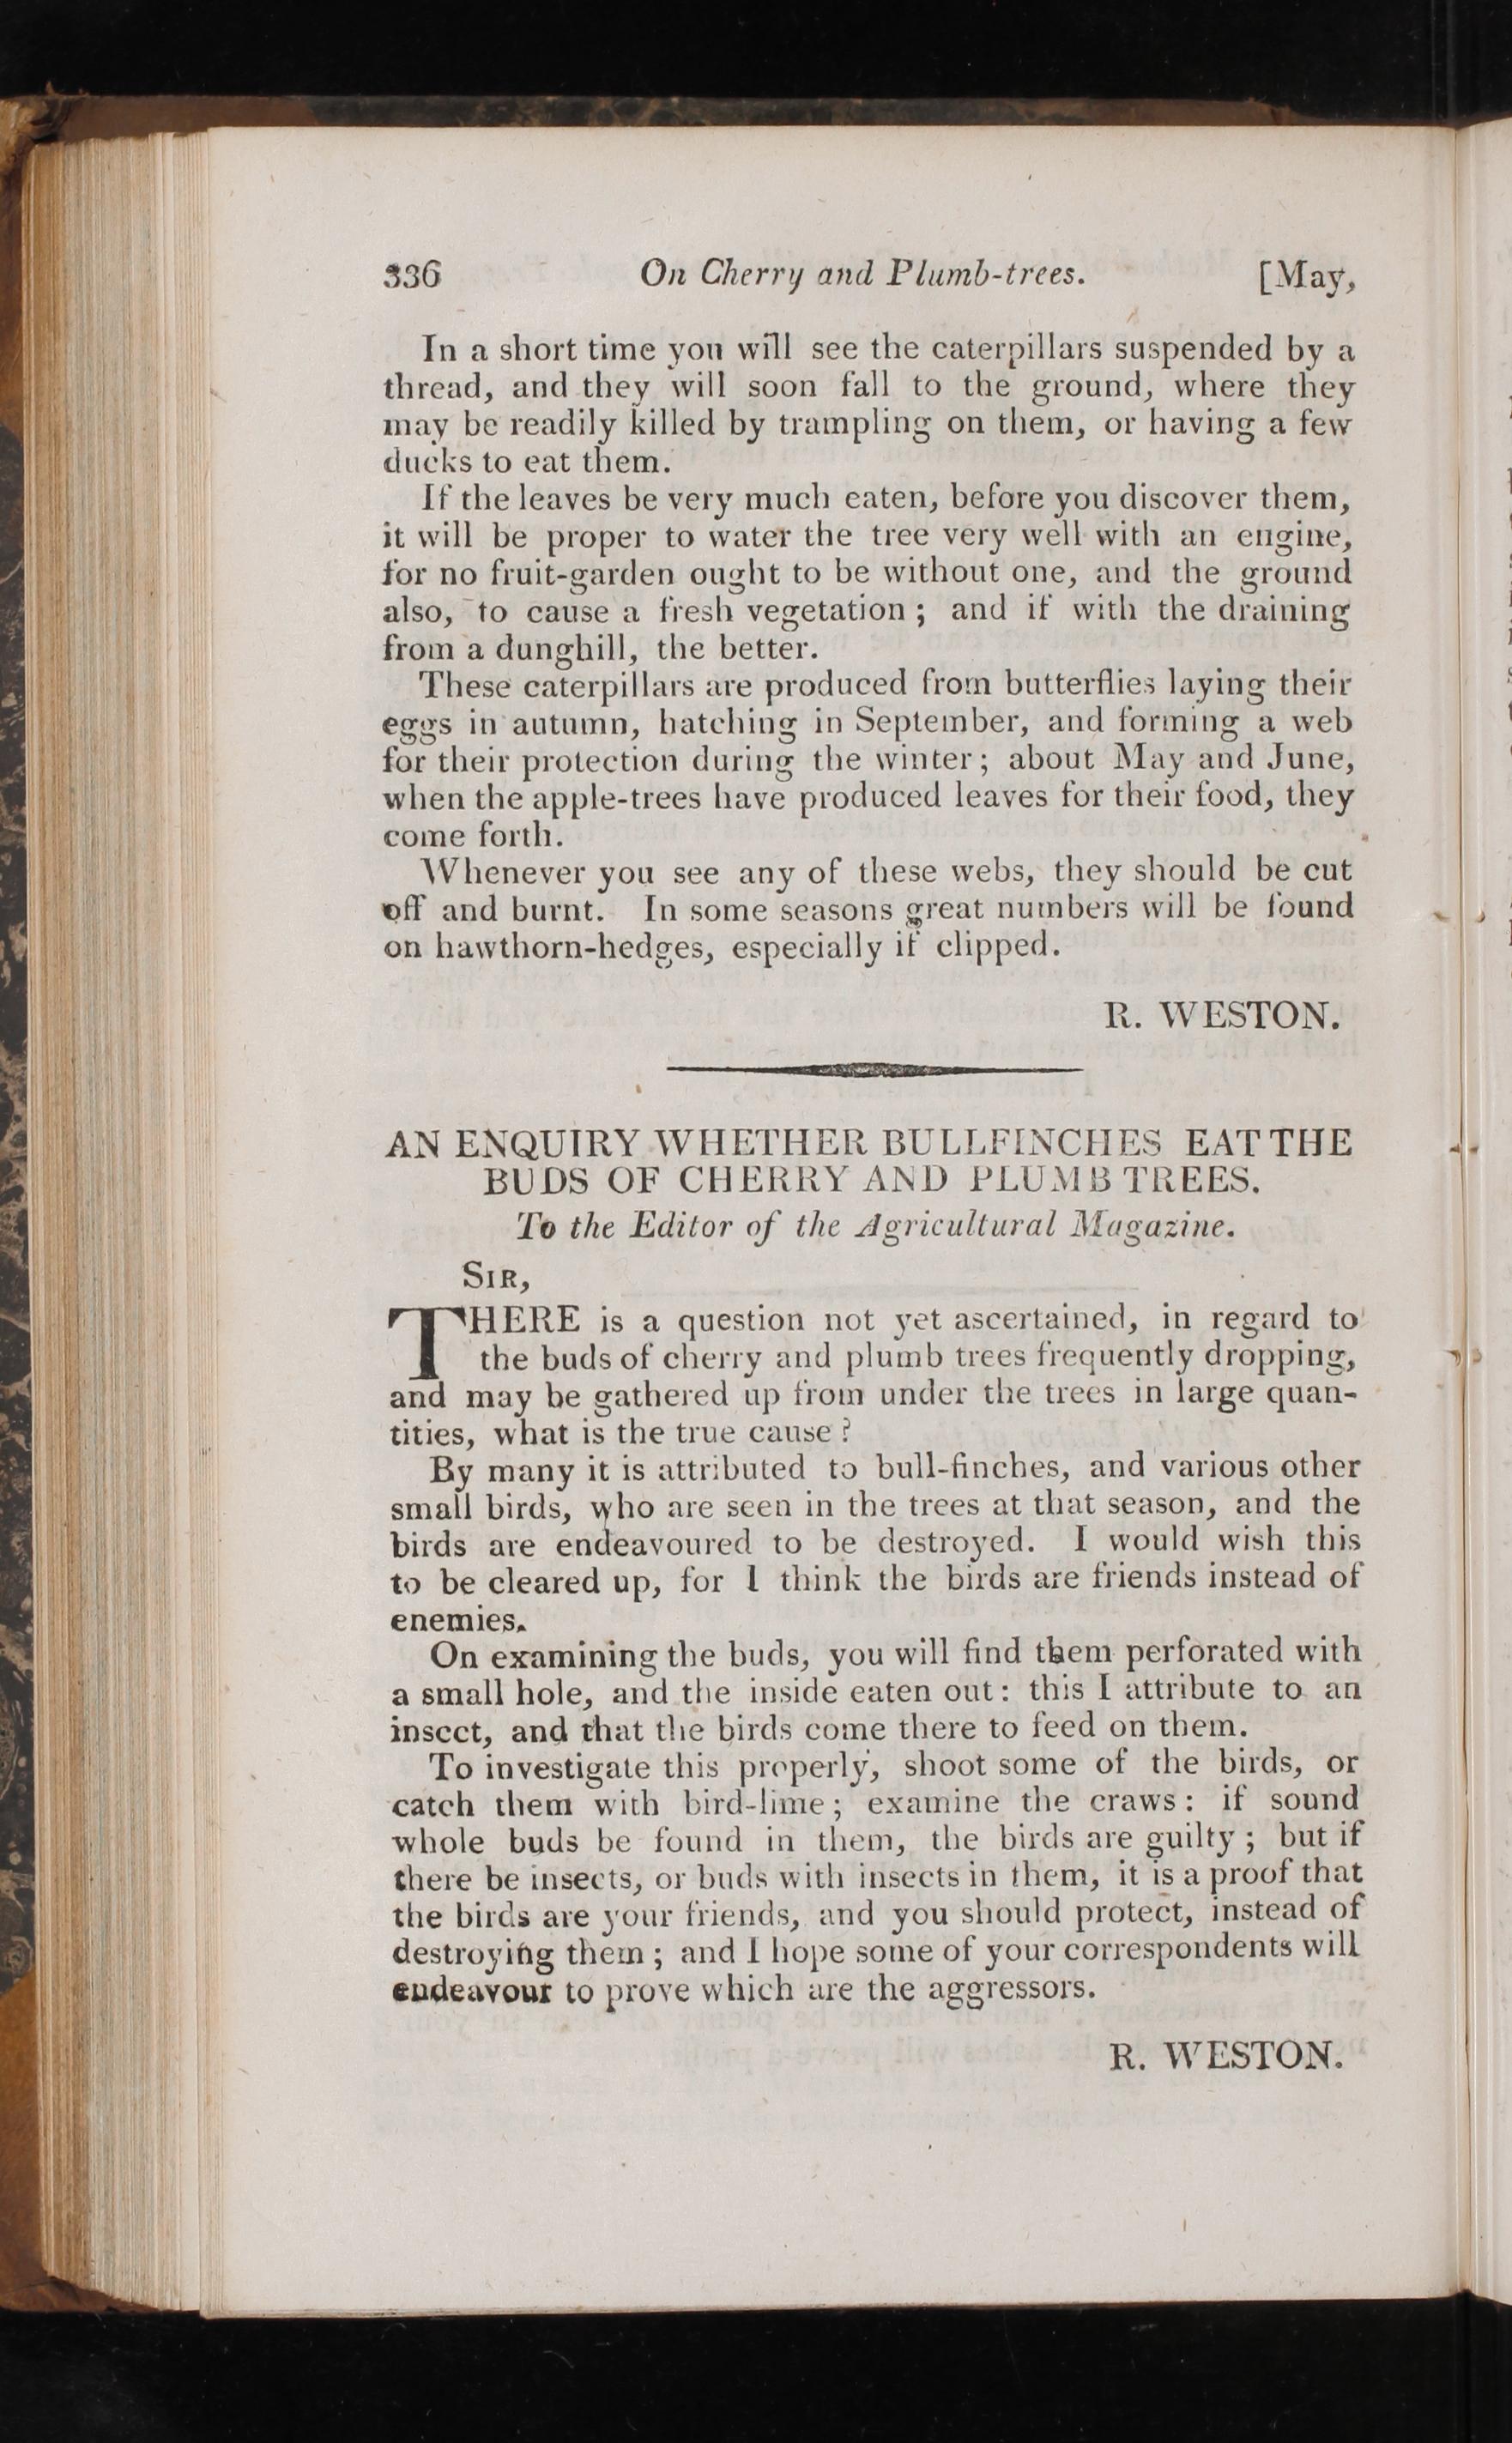 336 On Cherry and Plumb-trees. [May,
In a short time you will see the caterpillars suspended by a
thread, and they will soon fall to the ground, where they
may be readily killed by trampling on them, or having a few
ducks to eat them.
If the leaves be very much eaten, before you discover them,
it will be proper to water the tree very well with an engine,
for no fruit-garden ought to be without one, and the ground
also, to cause a fresh vegetation; and if with the draining
from a dunghill, the better.
These caterpillars are produced from butterflies laying their
eggs in autumn, hatching in September, and forming a web
for their protection during the winter; about May and June,
when the apple-trees have produced leaves for their food, they
come forth.
Whenever you see any of these webs, they should be cut
off and burnt. In some seasons great numbers will be found
on hawthorn-hedges, especially if clipped.
R. WESTON.
AN ENQUIRY WHETHER BULLFINCHES EAT THE
BUDS OF CHERRY AND PLUMB TREES.
To the Editor of the Agricultural Magazine.
SIR,
THERE is a question not yet ascertained, in regard to
the buds of cherry and plumb trees frequently dropping,
and may be gathered up from under the trees in large quan-
tities, what is the true cause?
By many it is attributed to bull-finches, and various other
small birds, who are seen in the trees at that season, and the
birds are endeavoured to be destroyed. I would wish this
to be cleared up, for I think the birds are friends instead of
enemies.
On examining the buds, you will find them perforated with
a small hole, and the inside eaten out: this I attribute to an
insect, and that the birds come there to feed on them.
To investigate this properly, shoot some of the birds, or
catch them with bird-lime; examine the craws: if sound
whole buds be found in them, the birds are guilty; but if
there be insects, or buds with insects in them, it is a proof that
the birds are your friends, and you should protect, instead of
destroying them; and I hope some of your correspondents will
endeavour to prove which are the aggressors.
R. WESTON.